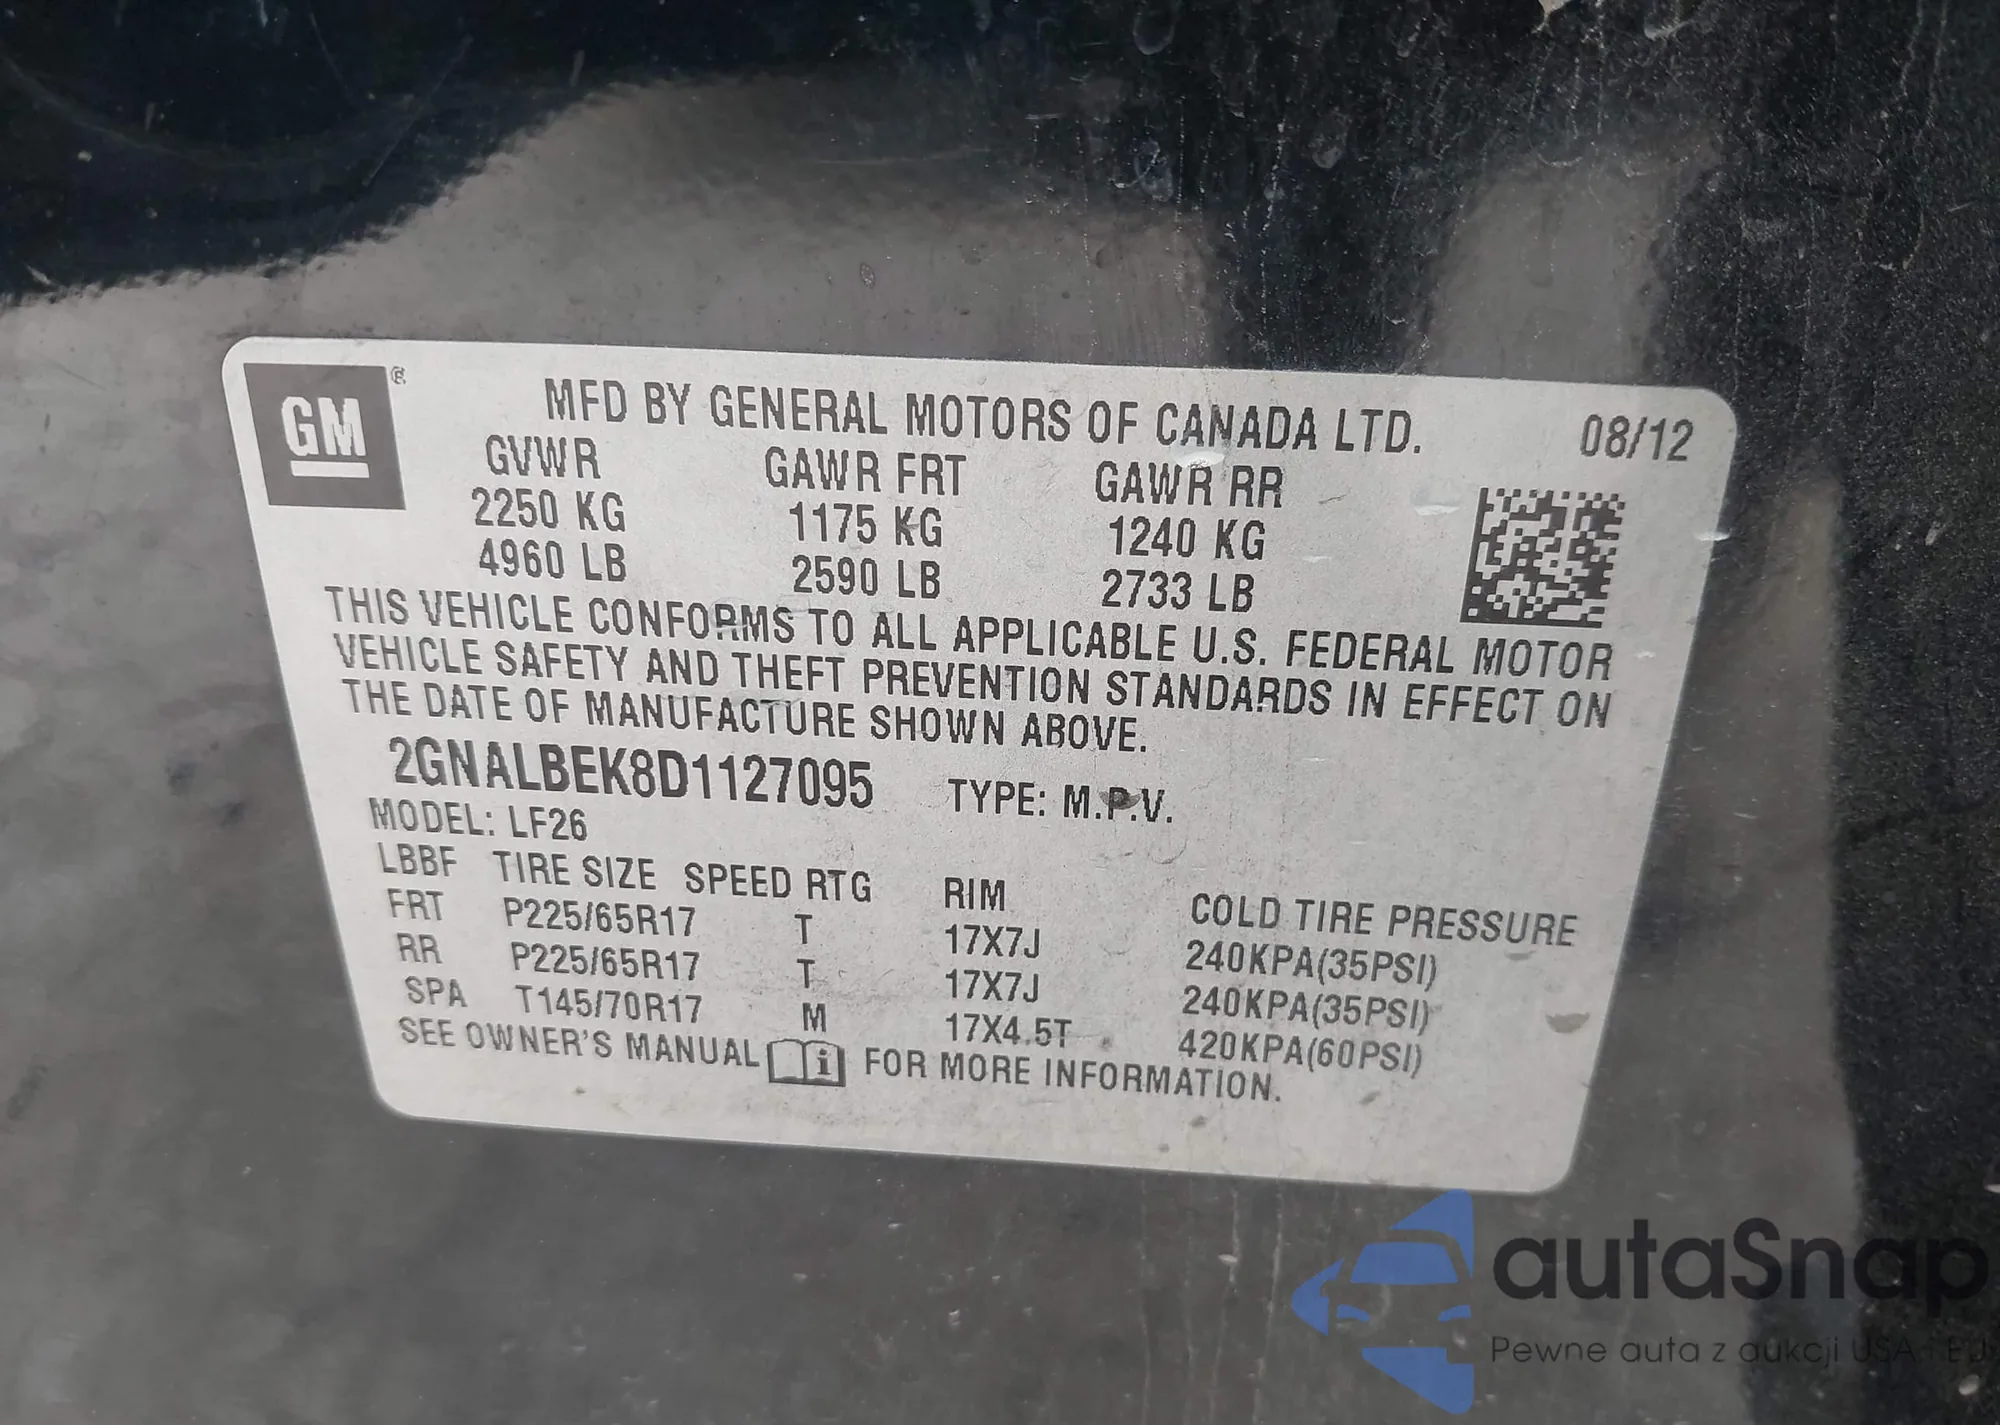 GM ®
MFD BY GENERAL MOTORS OF CANADA LTD. 08/12
GVWR GAWR FRT GAWR RR
2250 KG 1175 KG 1240 KG
4960 LB 2590 LB 2733 LB
THIS VEHICLE CONFORMS TO ALL APPLICABLE U.S. FEDERAL MOTOR
VEHICLE SAFETY AND THEFT PREVENTION STANDARDS IN EFFECT ON
THE DATE OF MANUFACTURE SHOWN ABOVE.
2GNALBEK8D1127095 TYPE: M.P.V.
MODEL: LF26
LBBF TIRE SIZE SPEED RTG RIM COLD TIRE PRESSURE
FRT P225/65R17 T 17X7J 240KPA(35PSI)
RR P225/65R17 T 17X7J 240KPA(35PSI)
SPA T145/70R17 M 17X4.5T 420KPA(60PSI)
SEE OWNER'S MANUAL i FOR MORE INFORMATION.
autaSnap
Pewne auta z aukcji USA - EU